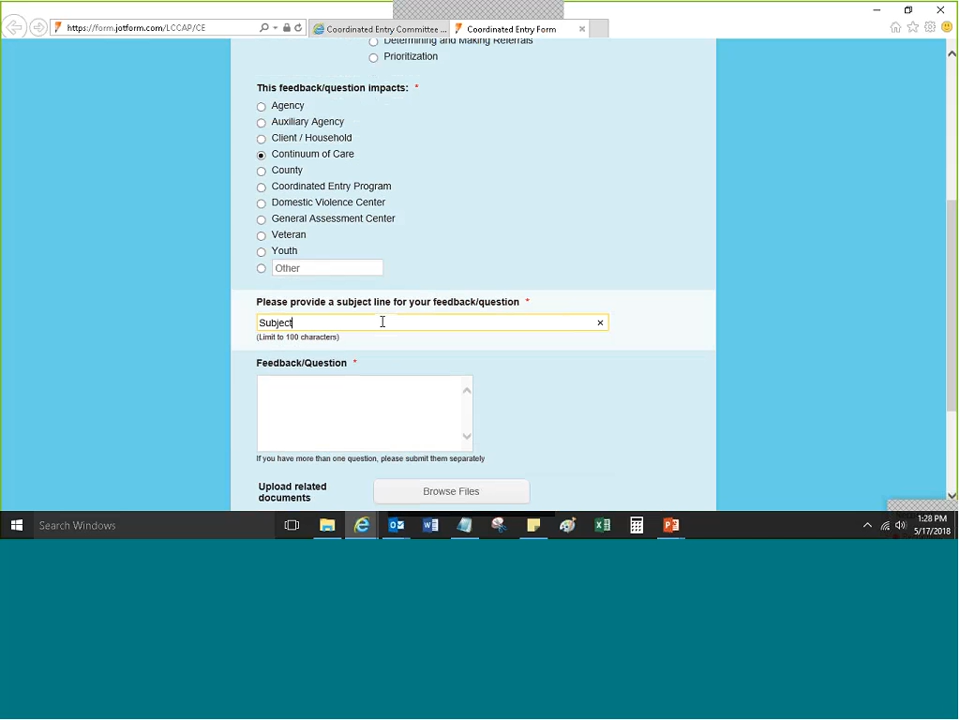 https://form.jotform.com/LCCAP/CE
Coordinated Entry Committee ...
Coordinated Entry Form
Determining and Making Referrals
Prioritization
This feedback/question impacts: *
Agency
Auxiliary Agency
Client / Household
Continuum of Care
County
Coordinated Entry Program
Domestic Violence Center
General Assessment Center
Veteran
Youth
Other
Please provide a subject line for your feedback/question *
Subject
(Limit to 100 characters)
Feedback/Question *
If you have more than one question, please submit them separately
Upload related
documents
Browse Files
Search Windows
1:28 PM
5/17/2018